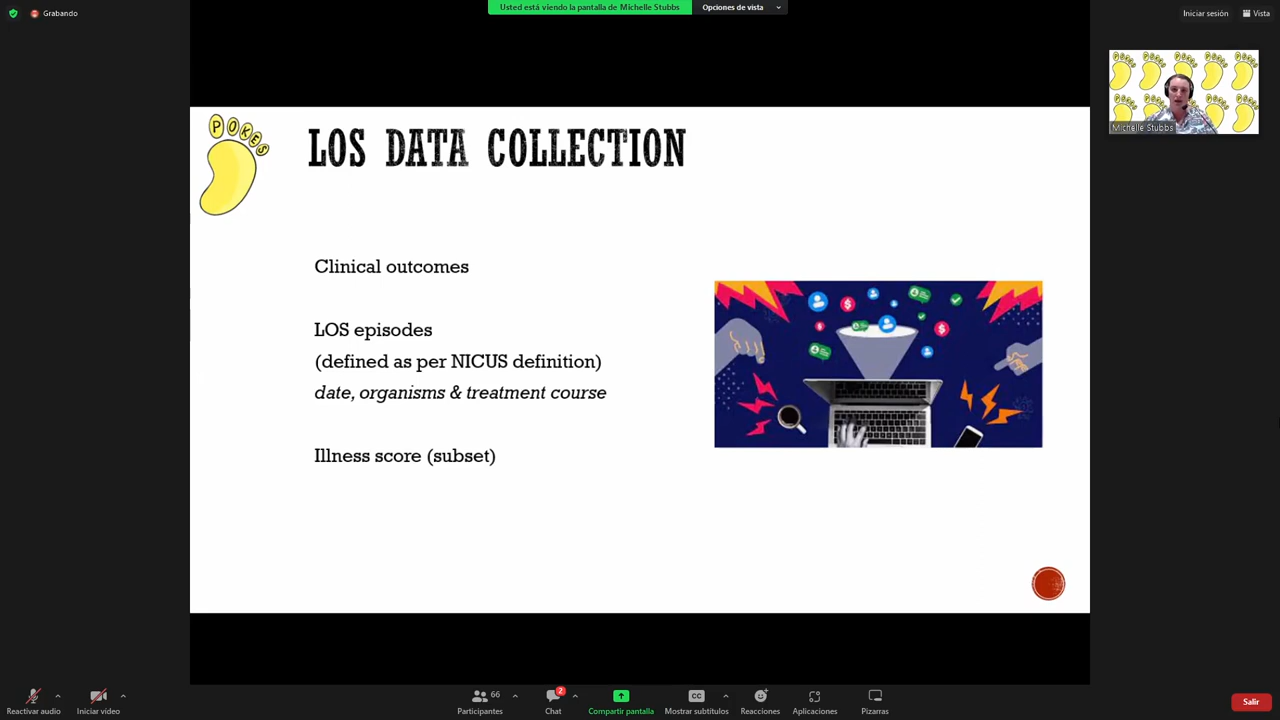 Grabando
Usted está viendo la pantalla de Michelle Stubbs
Opciones de vista
Iniciar sesión
Vista
Michelle Stubbs
POKES
LOS DATA COLLECTION
Clinical outcomes
LOS episodes
(defined as per NICUS definition)
date, organisms & treatment course
Illness score (subset)
Reactivar audio
Iniciar video
66
Participantes
2
Chat
Compartir pantalla
CC
Mostrar subtítulos
Reacciones
Aplicaciones
Pizarras
Salir